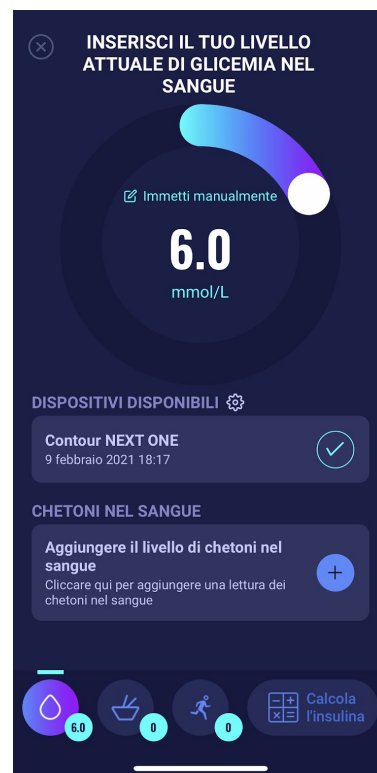 INSERISCI IL TUO LIVELLO
ATTUALE DI GLICEMIA NEL
SANGUE
Immetti manualmente
6.0
mmol/L
DISPOSITIVI DISPONIBILI
Contour NEXT ONE
9 febbraio 2021 18:17
CHETONI NEL SANGUE
Aggiungere il livello di chetoni nel
sangue
Cliccare qui per aggiungere una lettura dei
chetoni nel sangue
6.0
0
0
Calcola
l'insulina